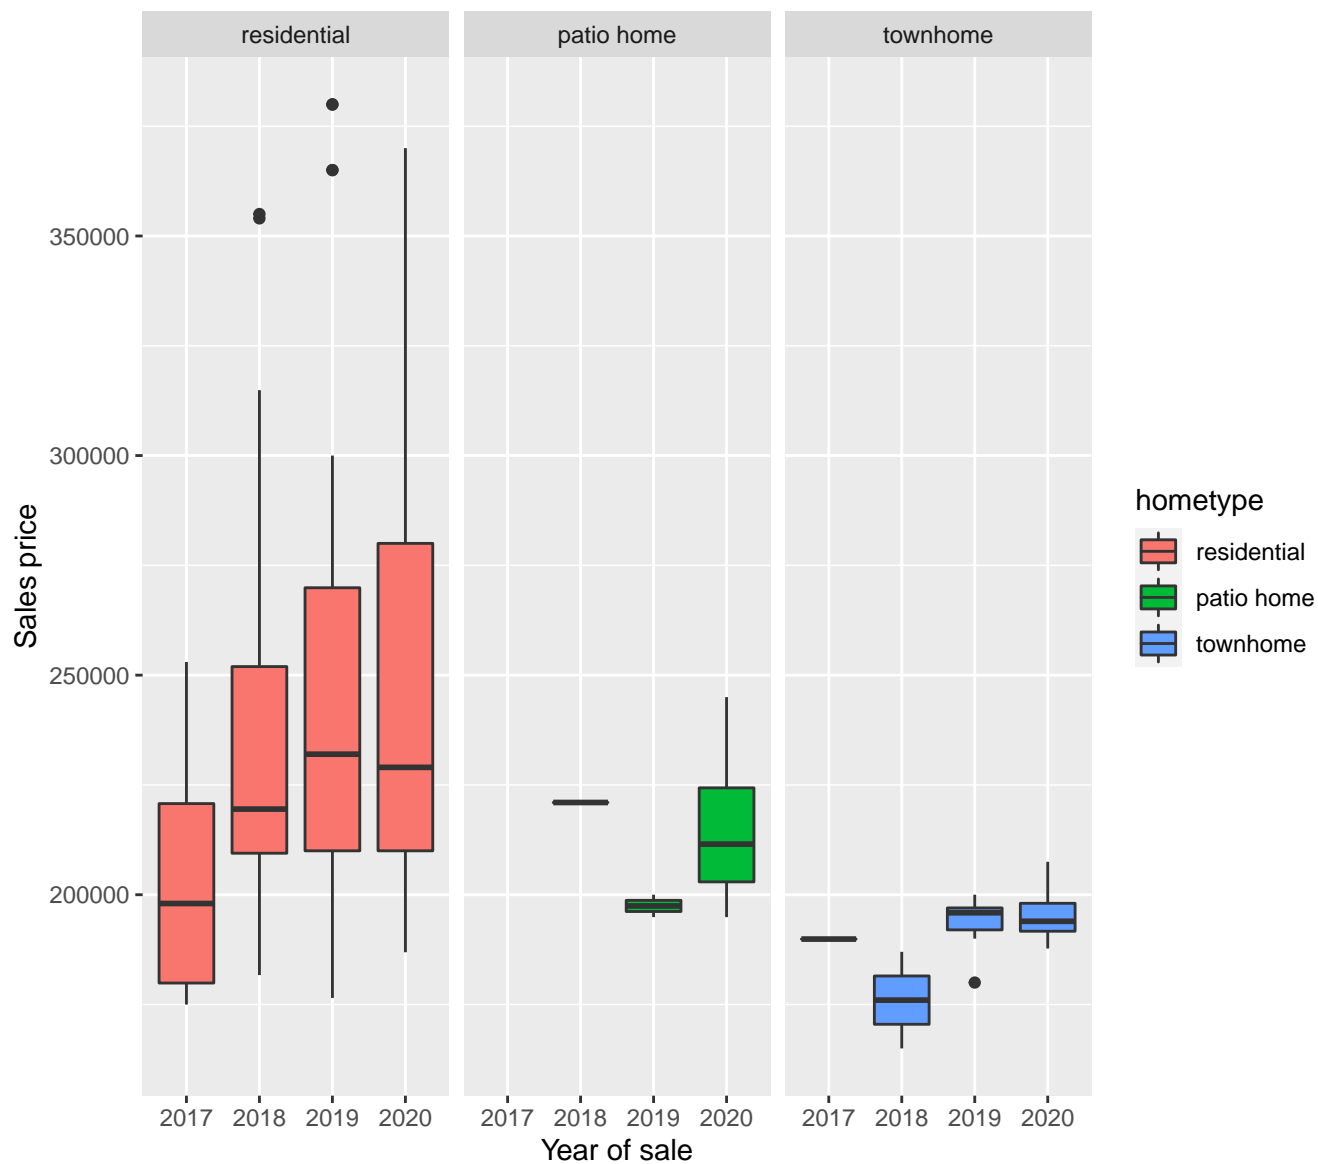 residential patio home townhome
350000
300000
250000
200000
Sales price
2017 2018 2019 2020 2017 2018 2019 2020 2017 2018 2019 2020
Year of sale
hometype
residential
patio home
townhome